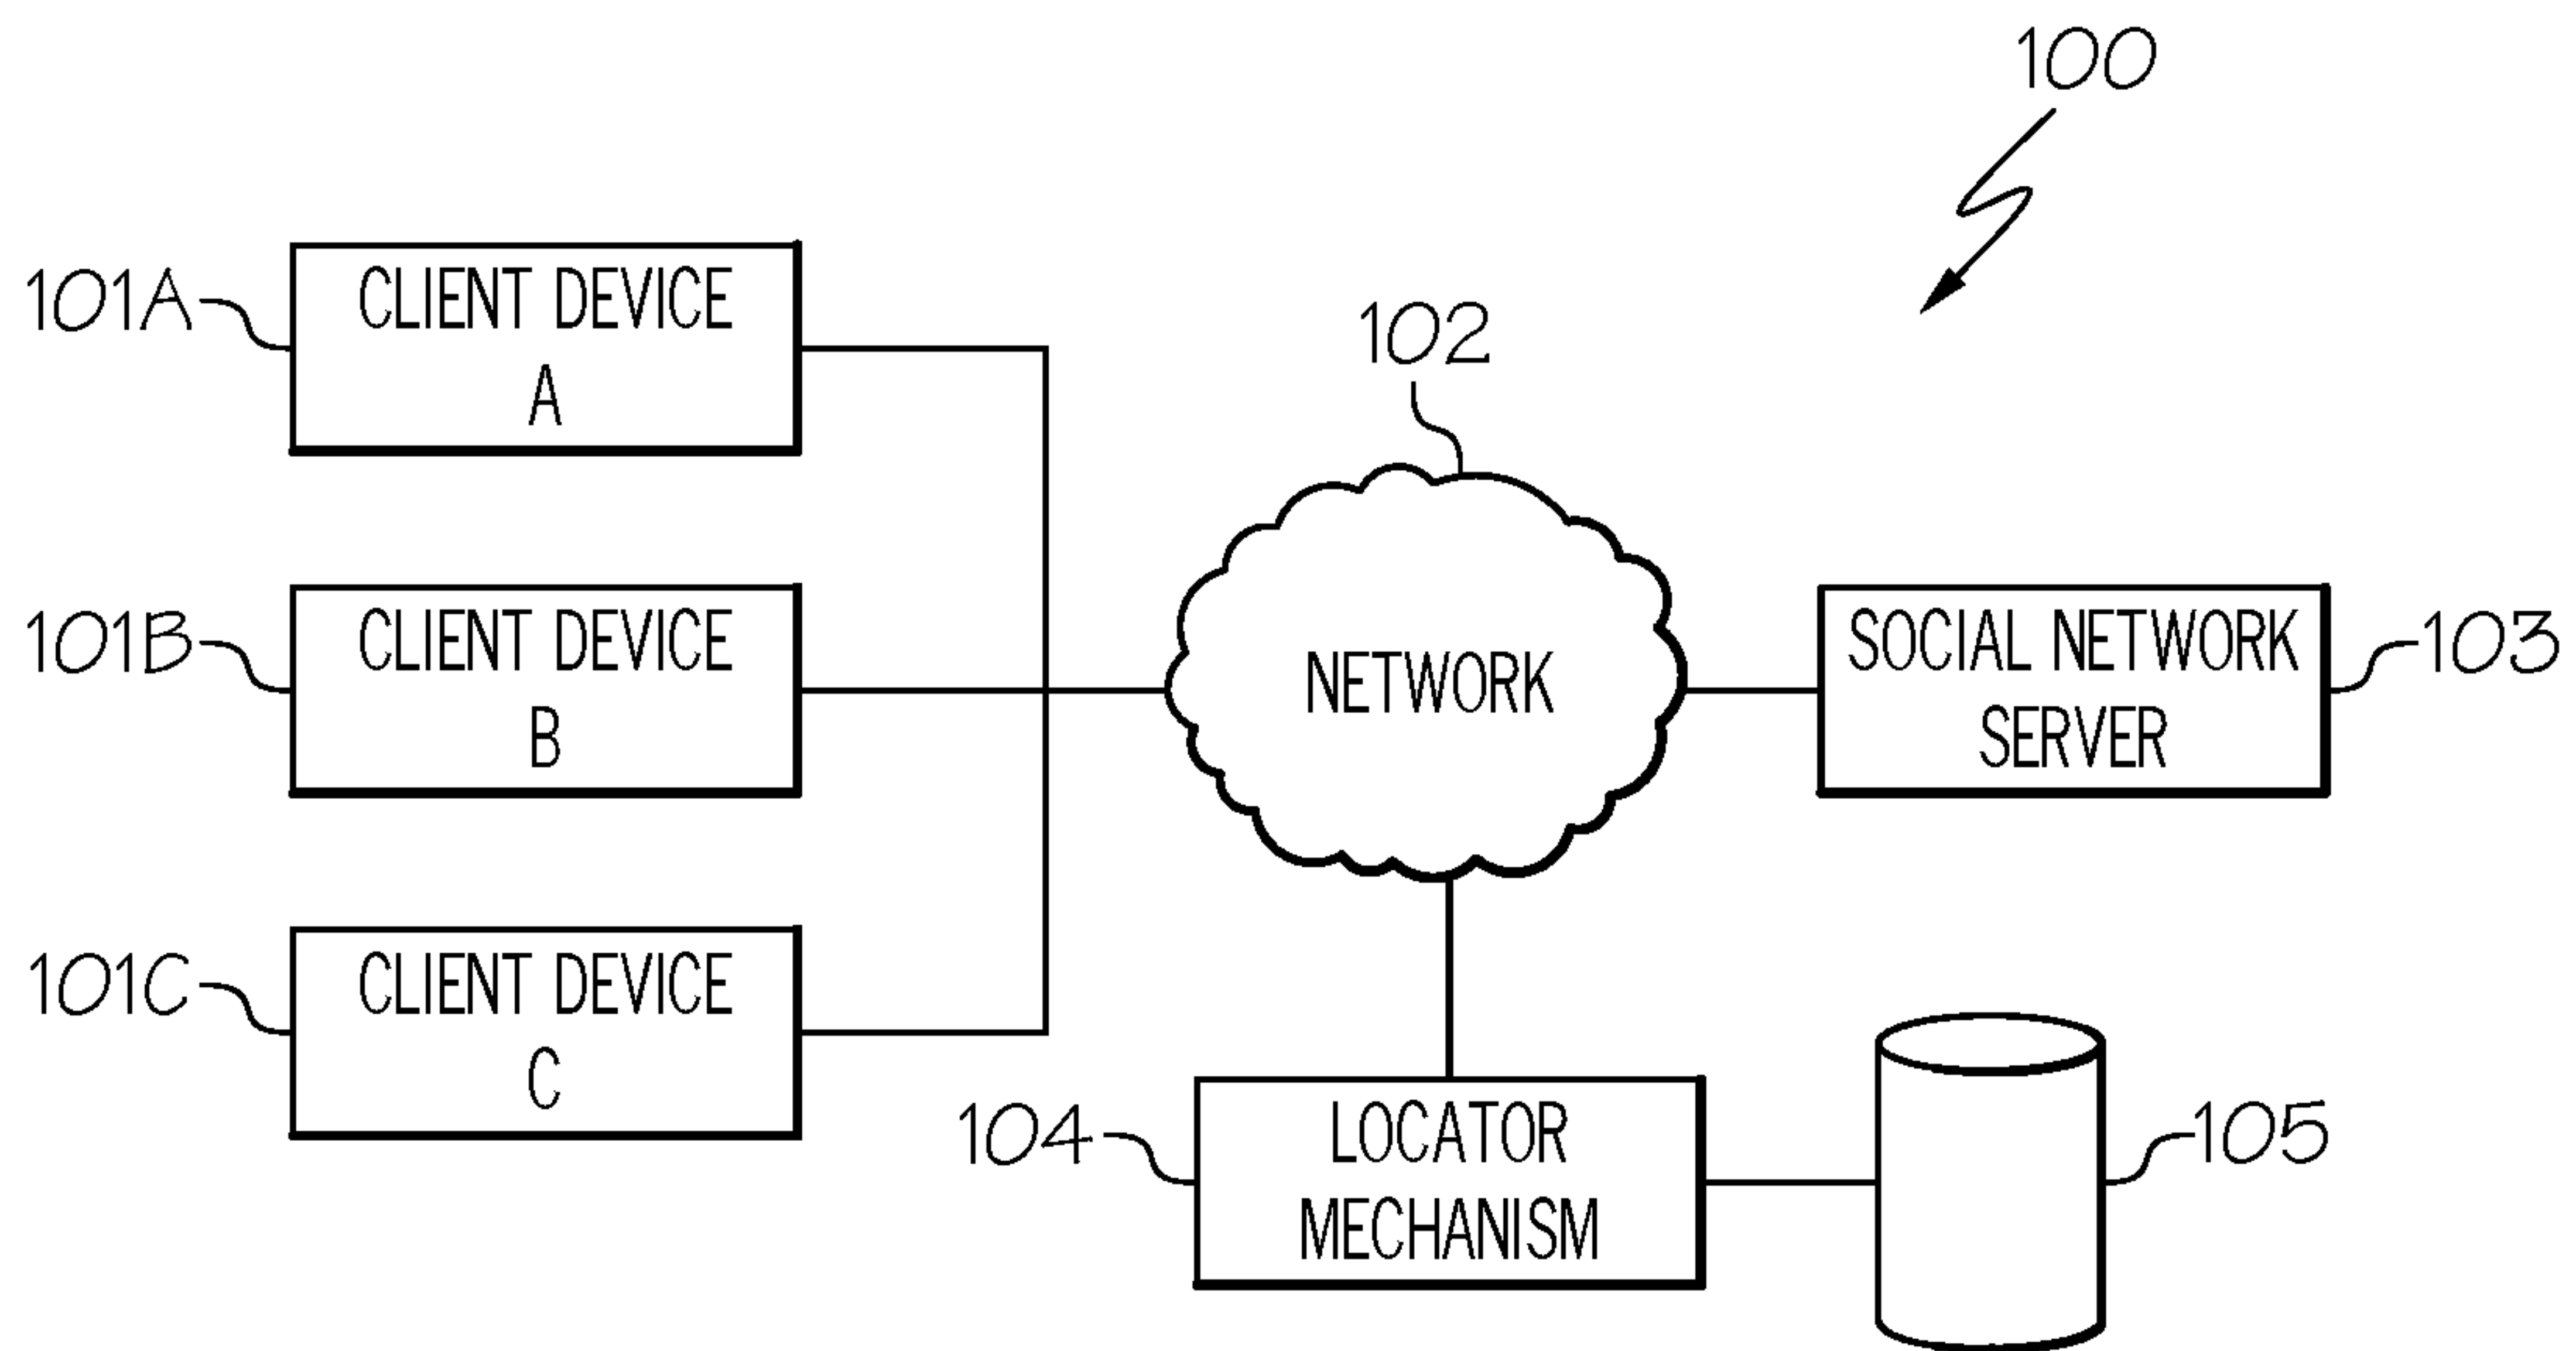 100
101A
CLIENT DEVICE
A
102
101B
CLIENT DEVICE
B
NETWORK
SOCIAL NETWORK
SERVER
103
101C
CLIENT DEVICE
C
104
LOCATOR
MECHANISM
105